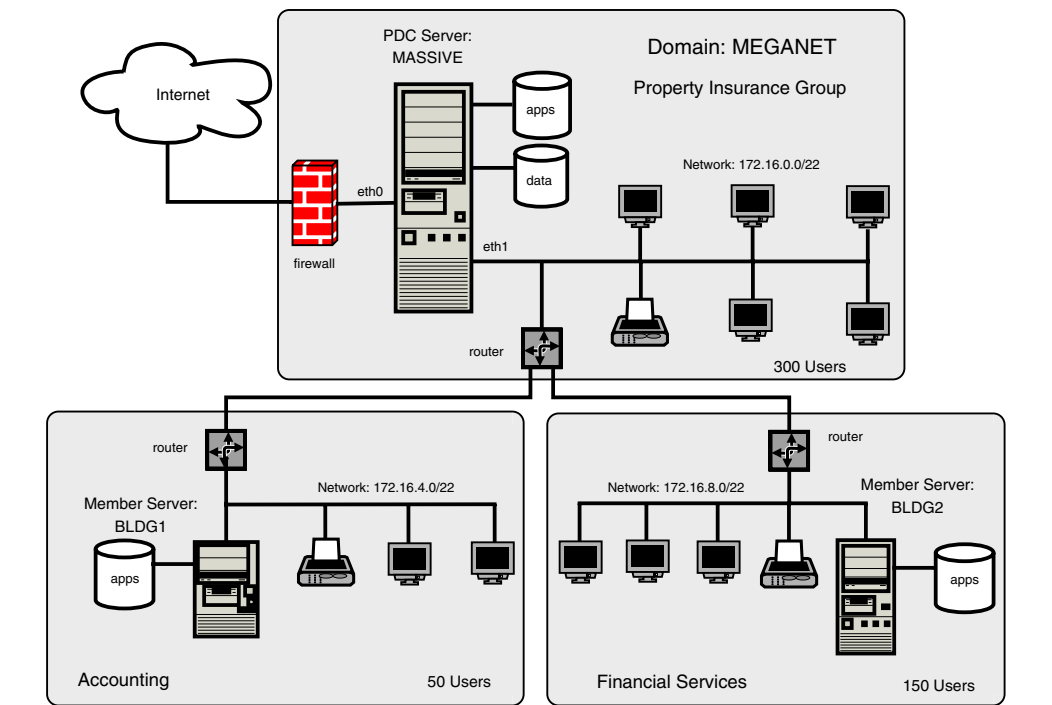 PDC Server:
MASSIVE
Domain: MEGANET
Property Insurance Group
Internet
apps
data
Network: 172.16.0.0/22
eth0
eth1
firewall
router
300 Users
router
Network: 172.16.4.0/22
Member Server:
BLDG1
apps
Accounting
50 Users
router
Network: 172.16.8.0/22
Member Server:
BLDG2
apps
Financial Services
150 Users